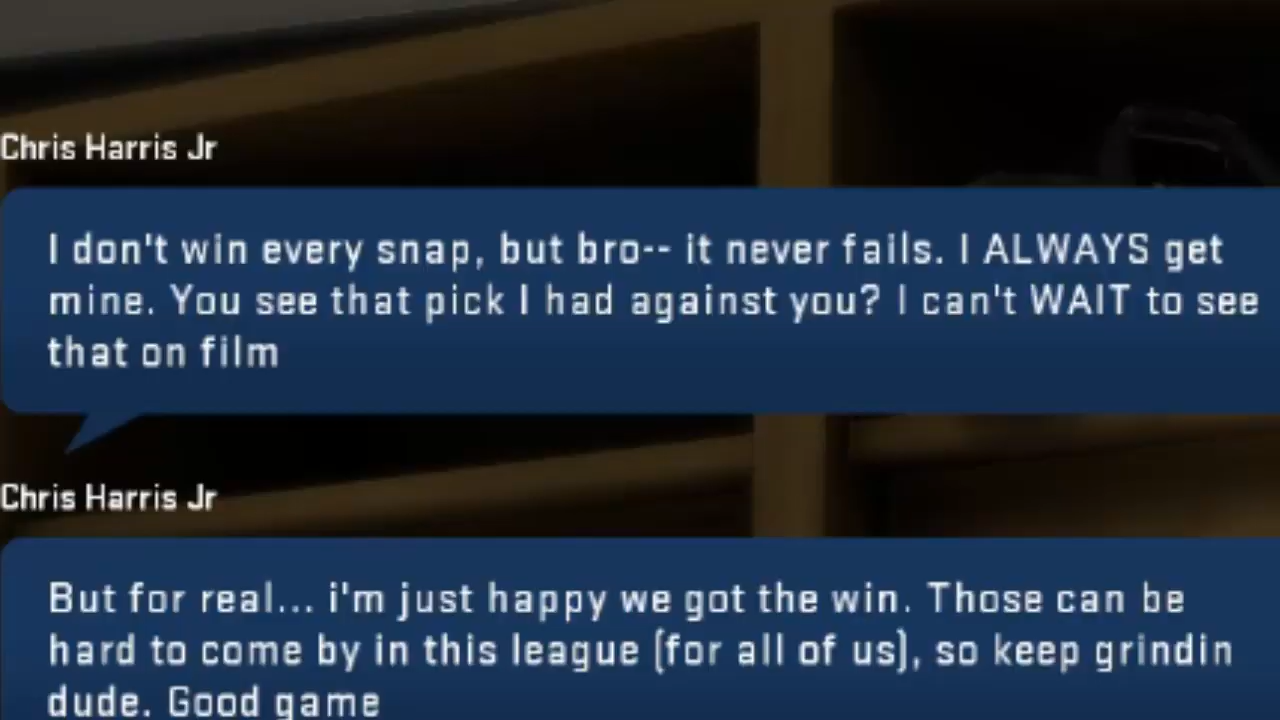 Chris Harris Jr
I don't win every snap, but bro-- it never fails. I ALWAYS get
mine. You see that pick I had against you? I can't WAIT to see
that on film
Chris Harris Jr
But for real... i'm just happy we got the win. Those can be
hard to come by in this league (for all of us), so keep grindin
dude. Good game